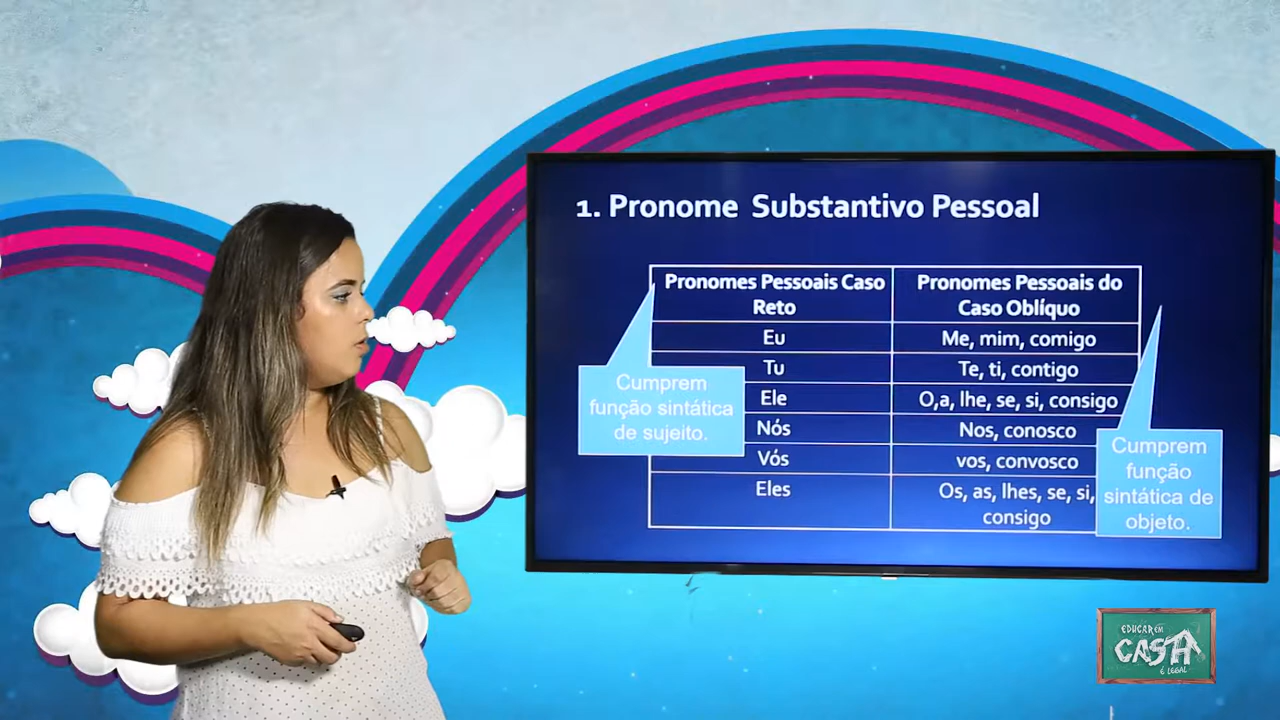 1. Pronome Substantivo Pessoal
Pronomes Pessoais Caso
Reto
Pronomes Pessoais do
Caso Oblíquo
Eu
Me, mim, comigo
Tu
Te, ti, contigo
Ele
O,a, lhe, se, si, consigo
Nós
Nos, conosco
Vós
vos, convosco
Eles
Os, as, lhes, se, si,
consigo
Cumprem
função sintática
de sujeito.
Cumprem
função
sintática de
objeto.
EDUCAR EM
CASA
É LEGAL